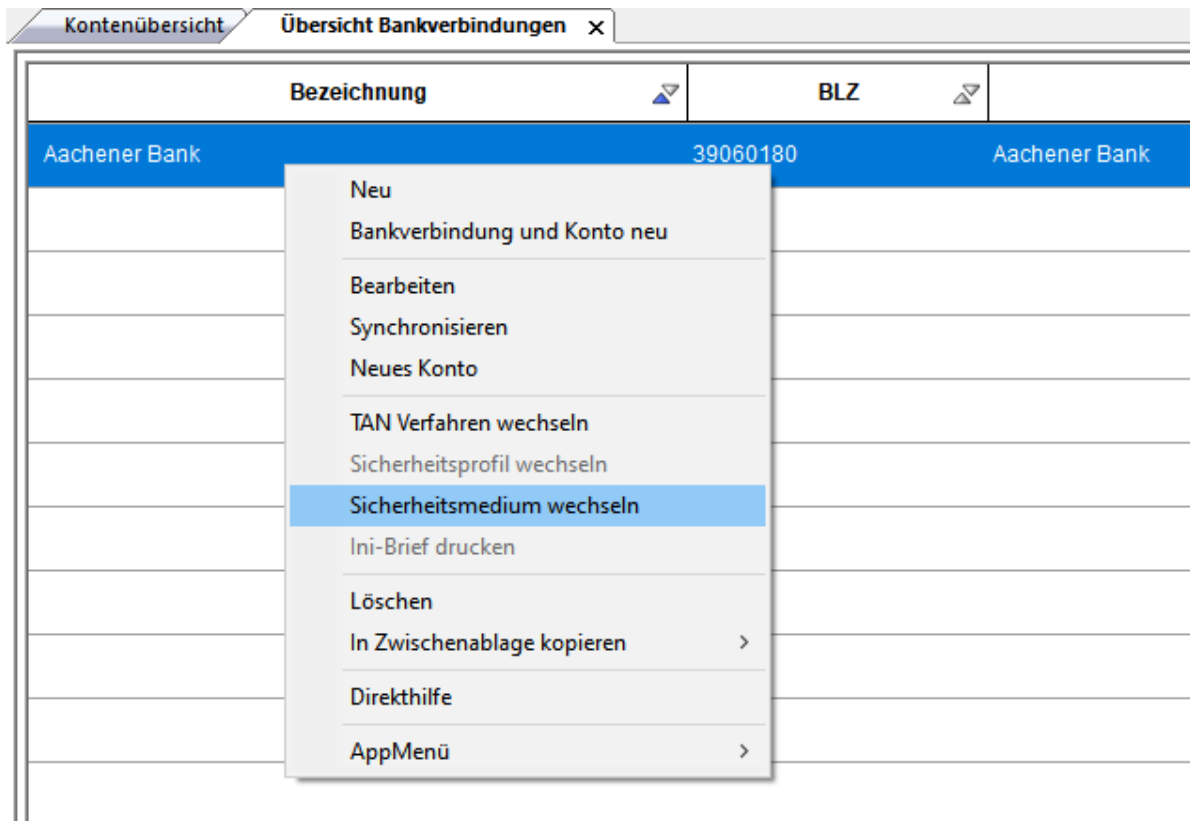 Kontenübersicht Übersicht Bankverbindungen x
Bezeichnung BLZ
Aachener Bank 39060180 Aachener Bank
Neu
Bankverbindung und Konto neu
Bearbeiten
Synchronisieren
Neues Konto
TAN Verfahren wechseln
Sicherheitsprofil wechseln
Sicherheitsmedium wechseln
Ini-Brief drucken
Löschen
In Zwischenablage kopieren >
Direkthilfe
AppMenü >